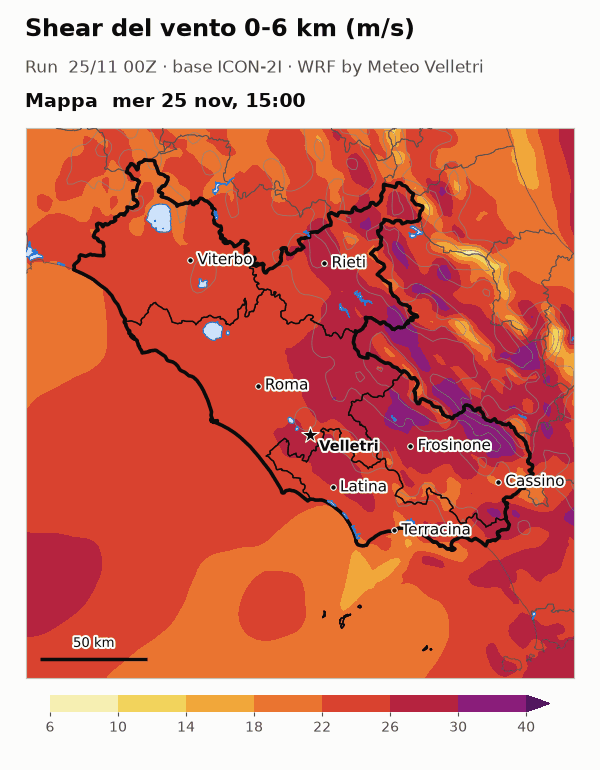 Shear del vento 0-6 km (m/s)
Run  25/11 00Z · base ICON-2I · WRF by Meteo Velletri
Mappa  mer 25 nov, 15:00
Viterbo
Rieti
Roma
Velletri
Frosinone
Cassino
Latina
Terracina
50 km
6 10 14 18 22 26 30 40